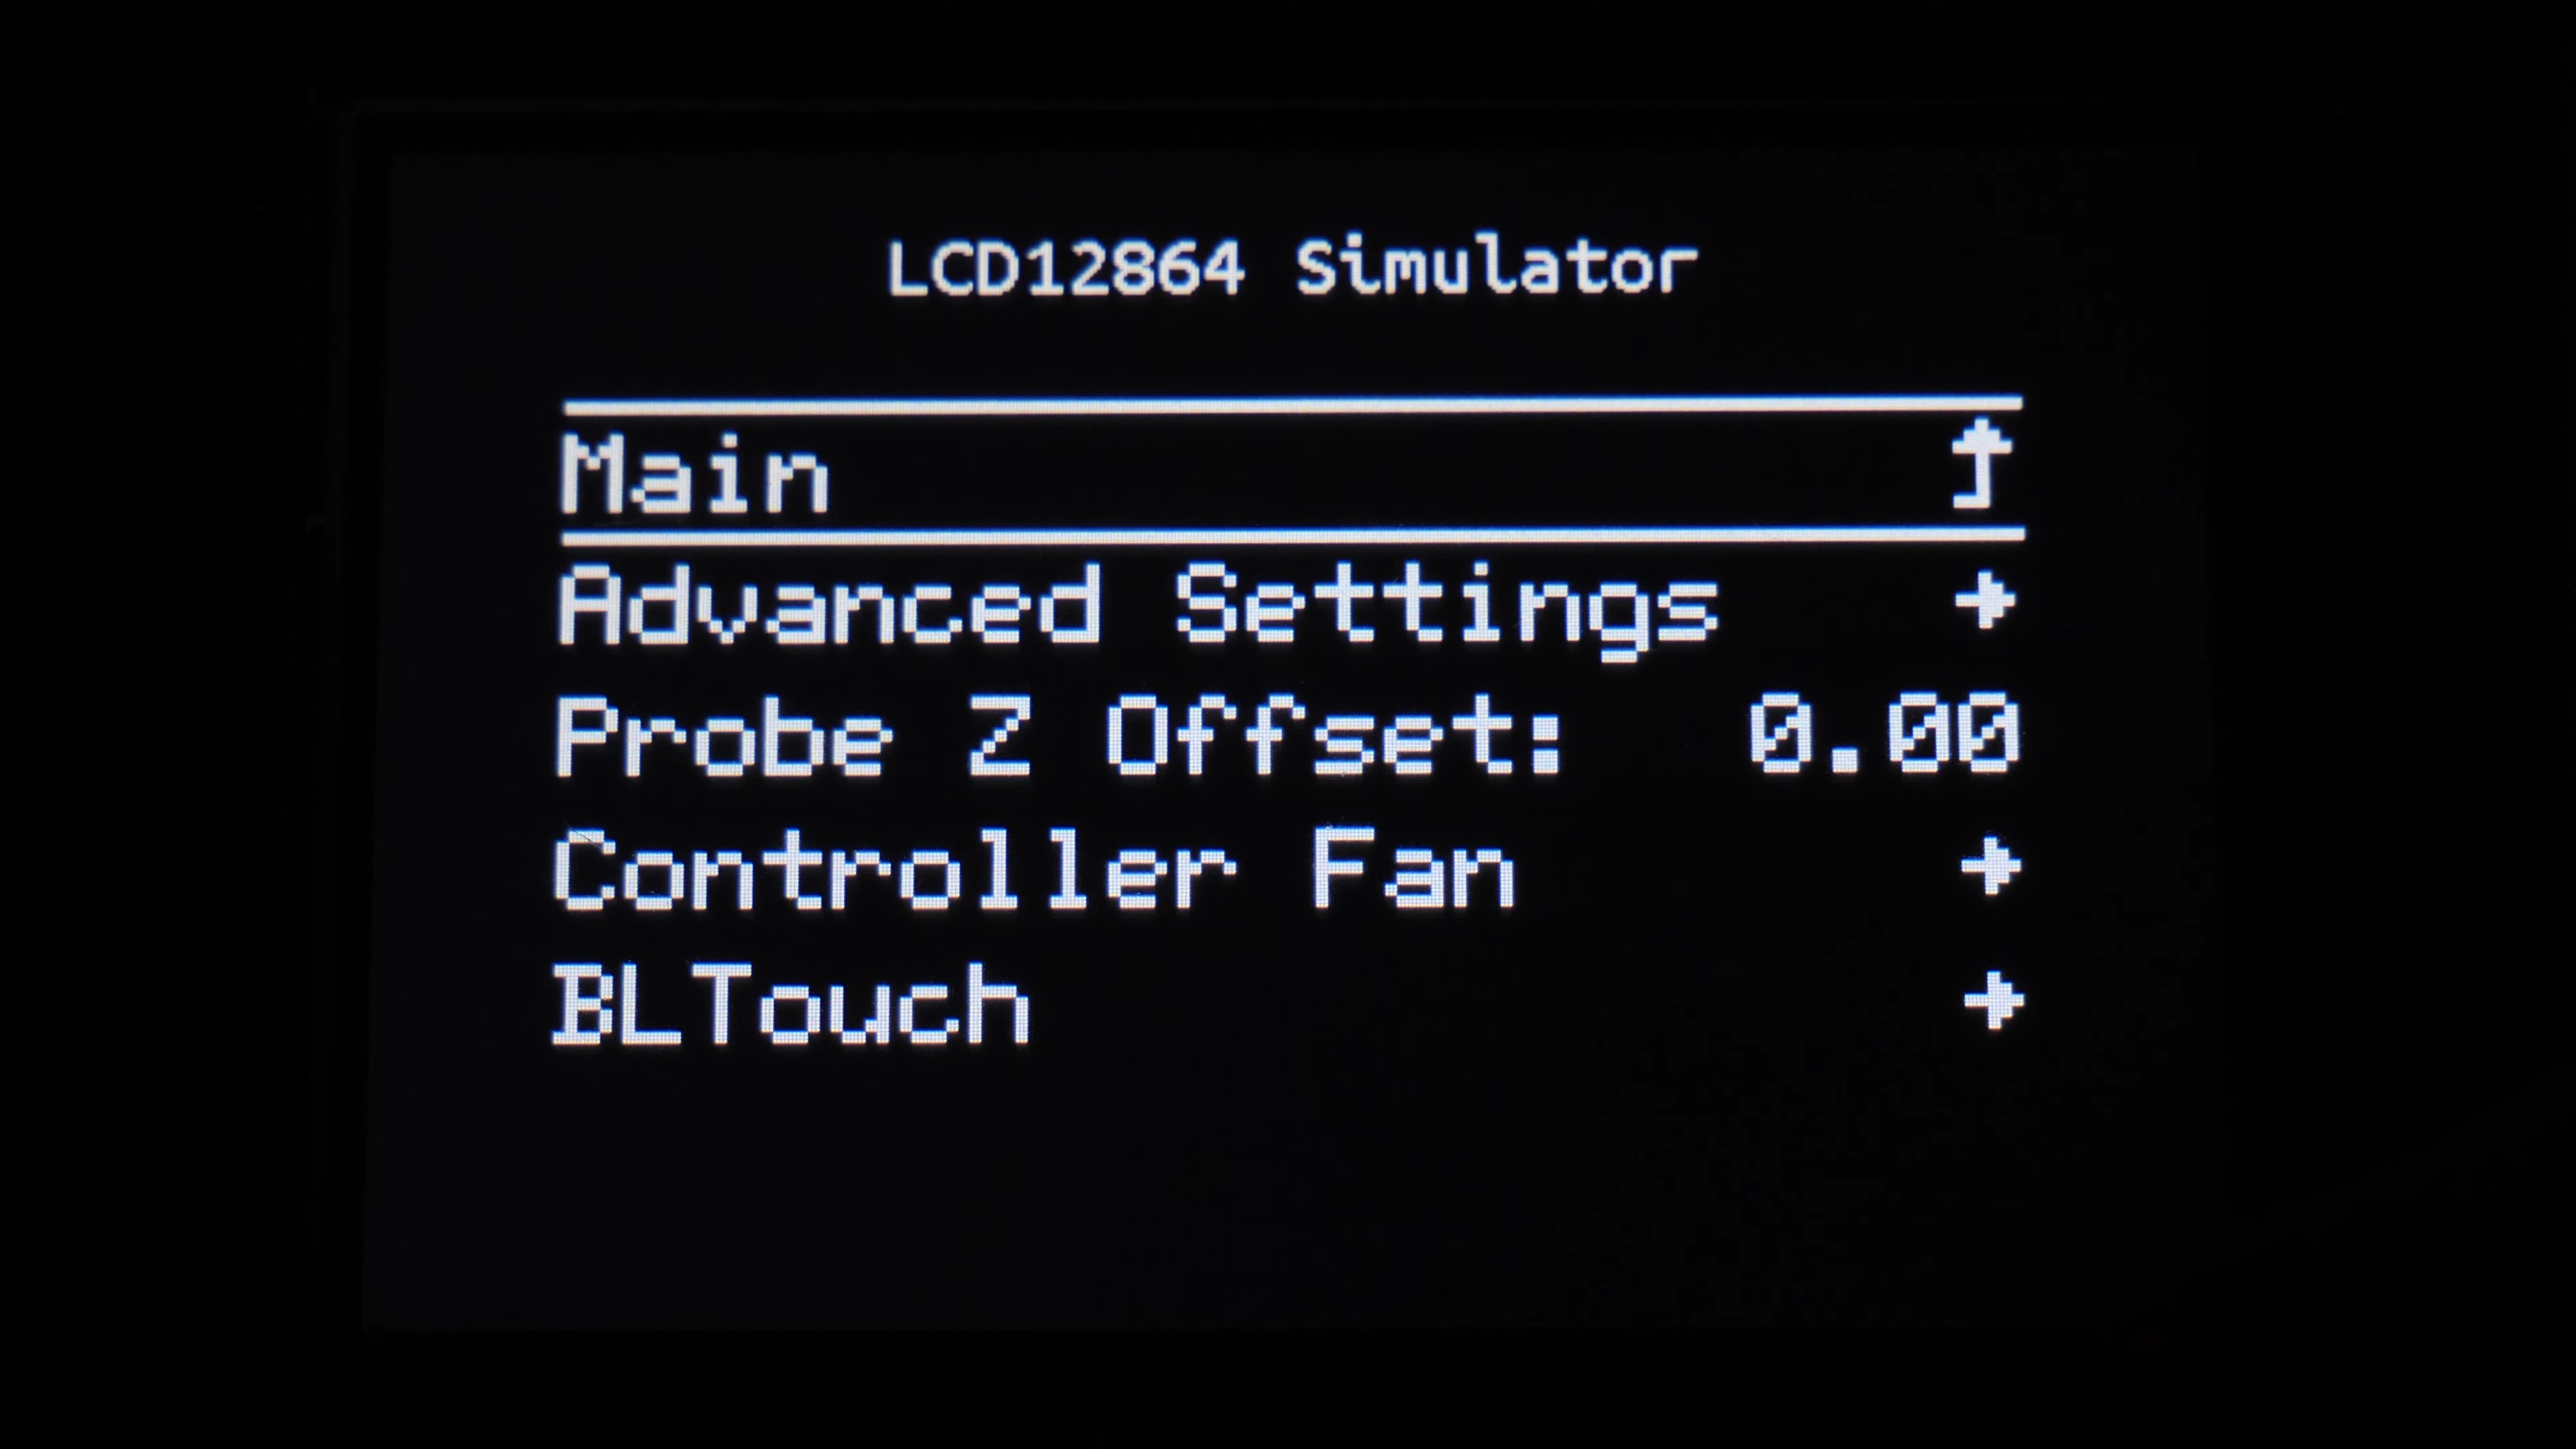 LCD12864 Simulator
Main
Advanced Settings
Probe Z Offset: 0.00
Controller Fan
BLTouch